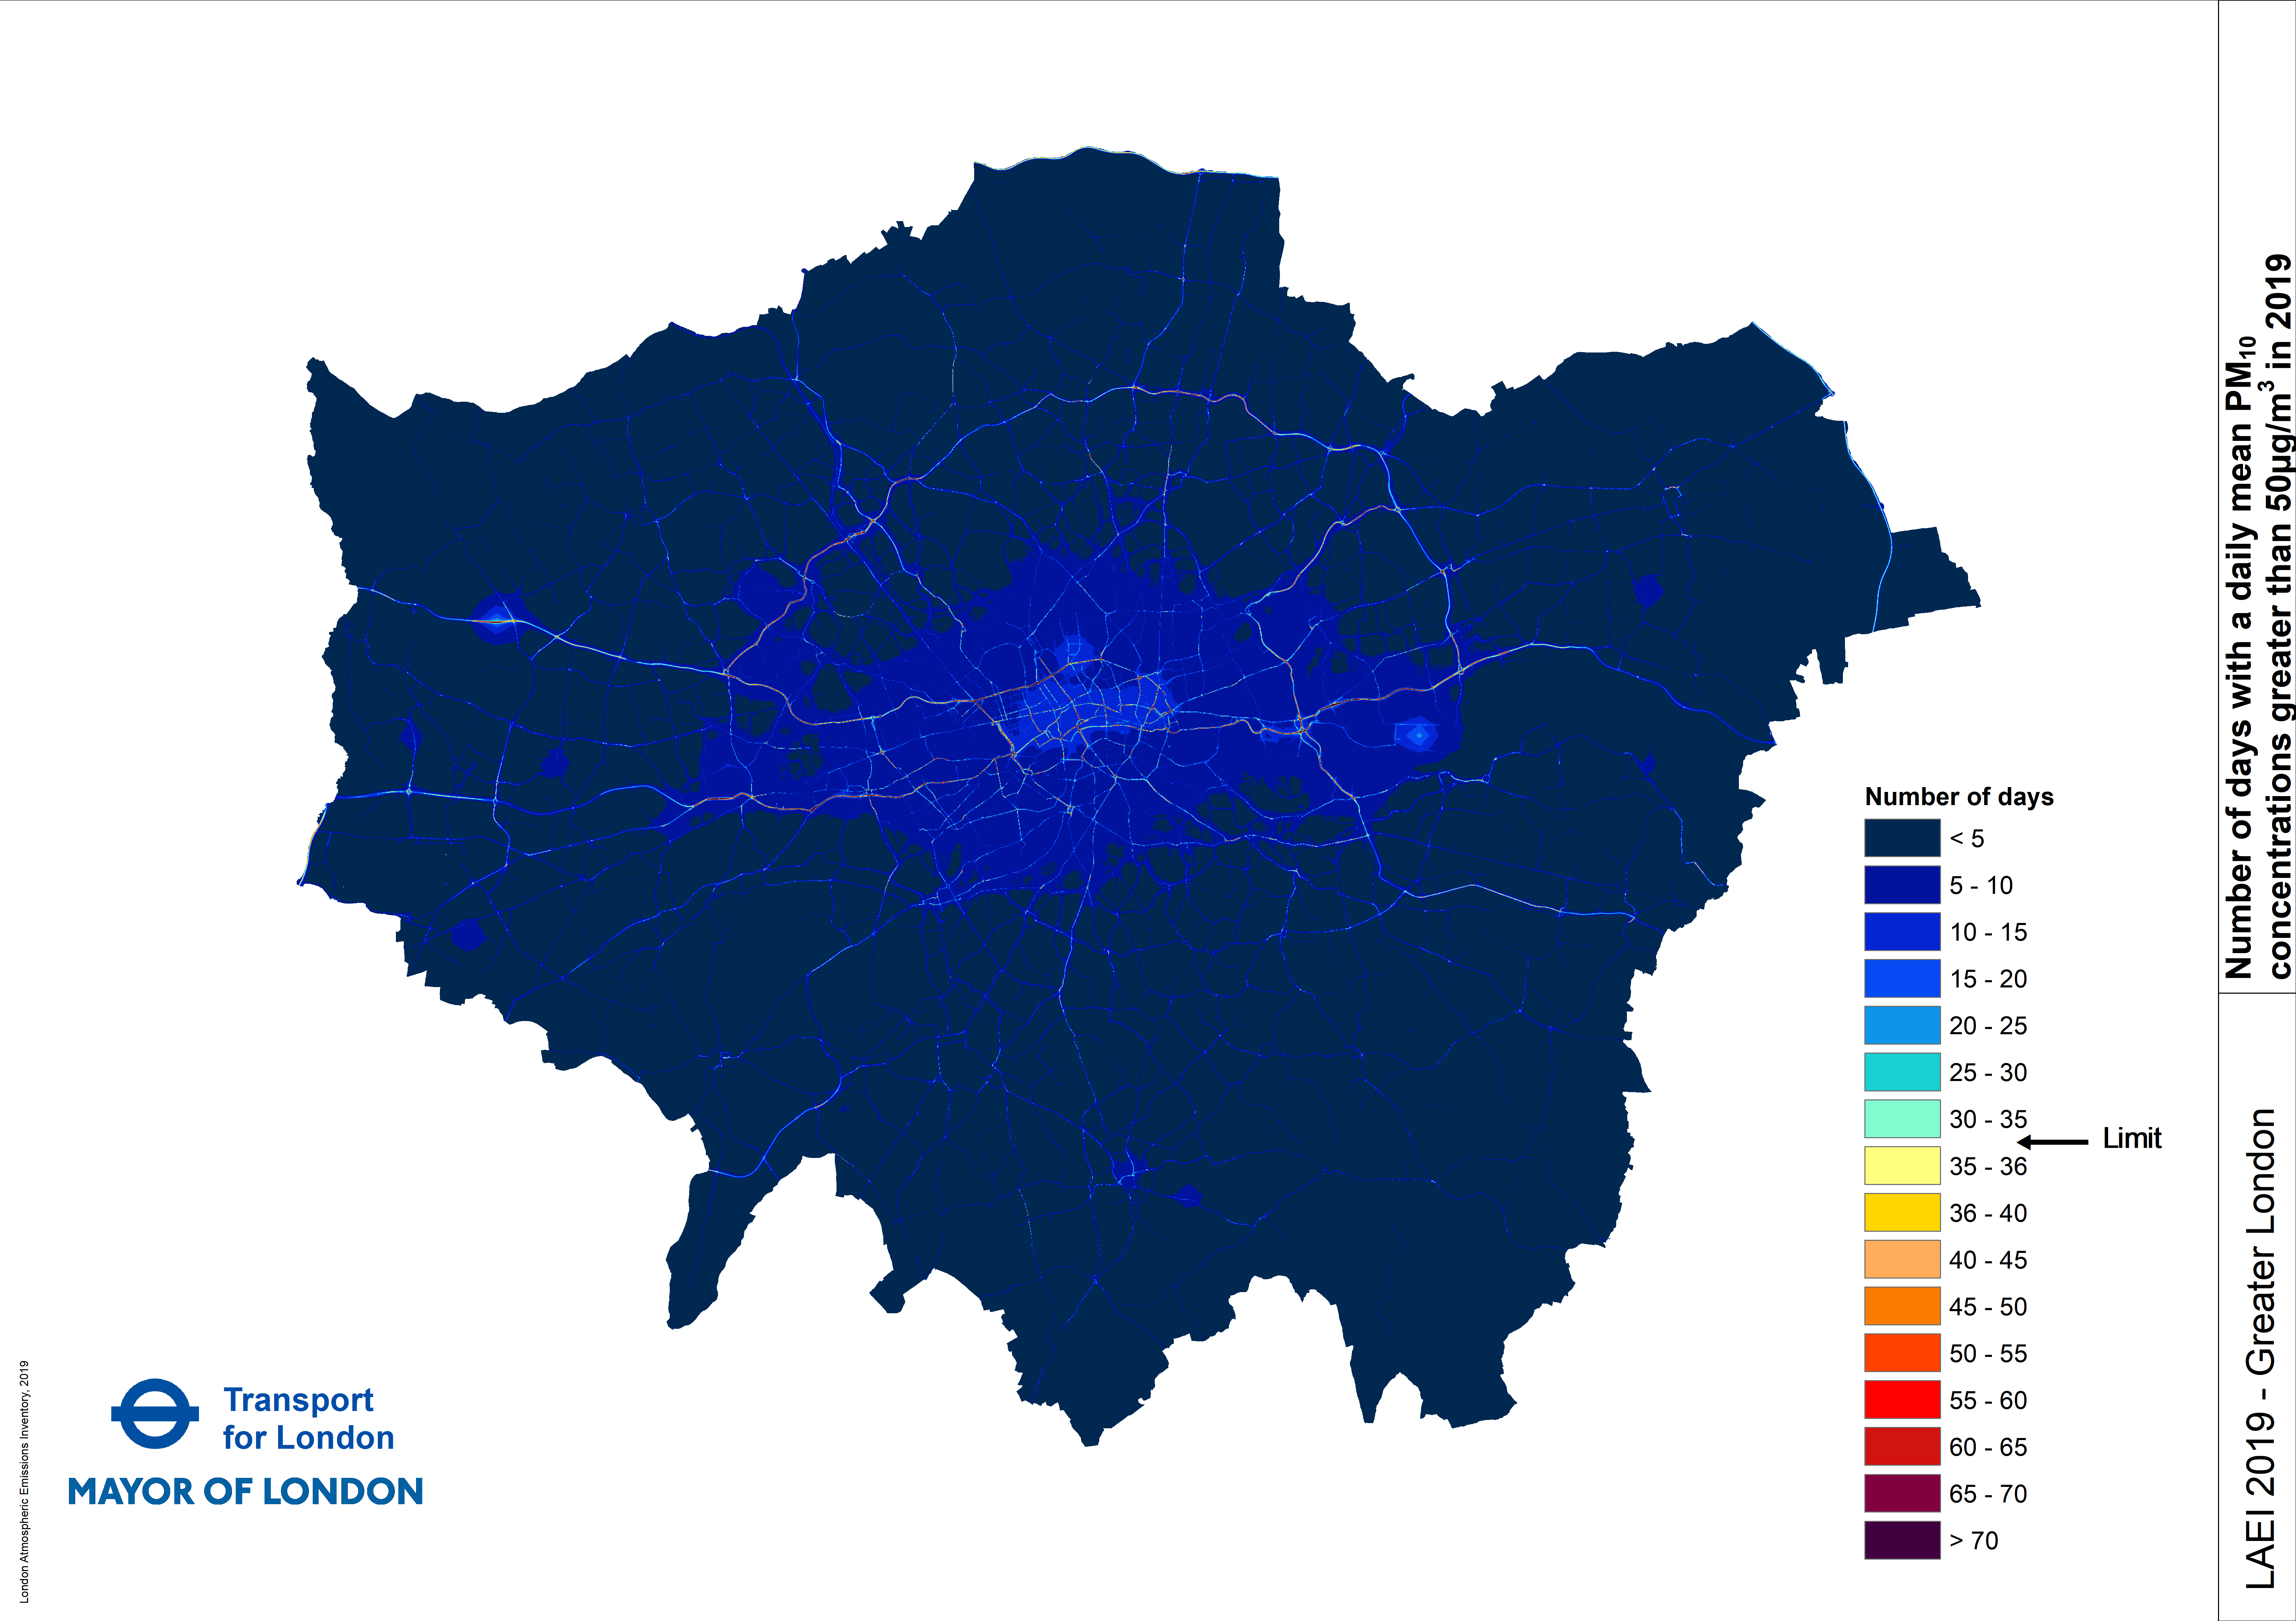 Number of days with a daily mean PM10
concentrations greater than 50µg/m3 in 2019
LAEI 2019 - Greater London
Number of days
< 5
5 - 10
10 - 15
15 - 20
20 - 25
25 - 30
30 - 35
Limit
35 - 36
36 - 40
40 - 45
45 - 50
50 - 55
55 - 60
60 - 65
65 - 70
> 70
Transport
for London
MAYOR OF LONDON
London Atmospheric Emissions Inventory, 2019